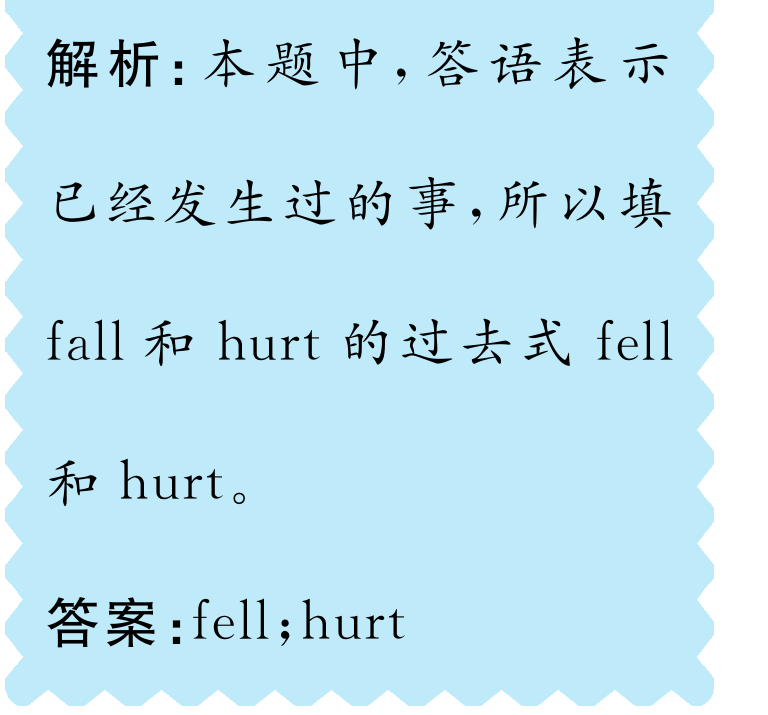 解析:本题中,答语表示
已经发生过的事,所以填
fall 和 hurt 的过去式 fell
和 hurt。
答案:fell;hurt